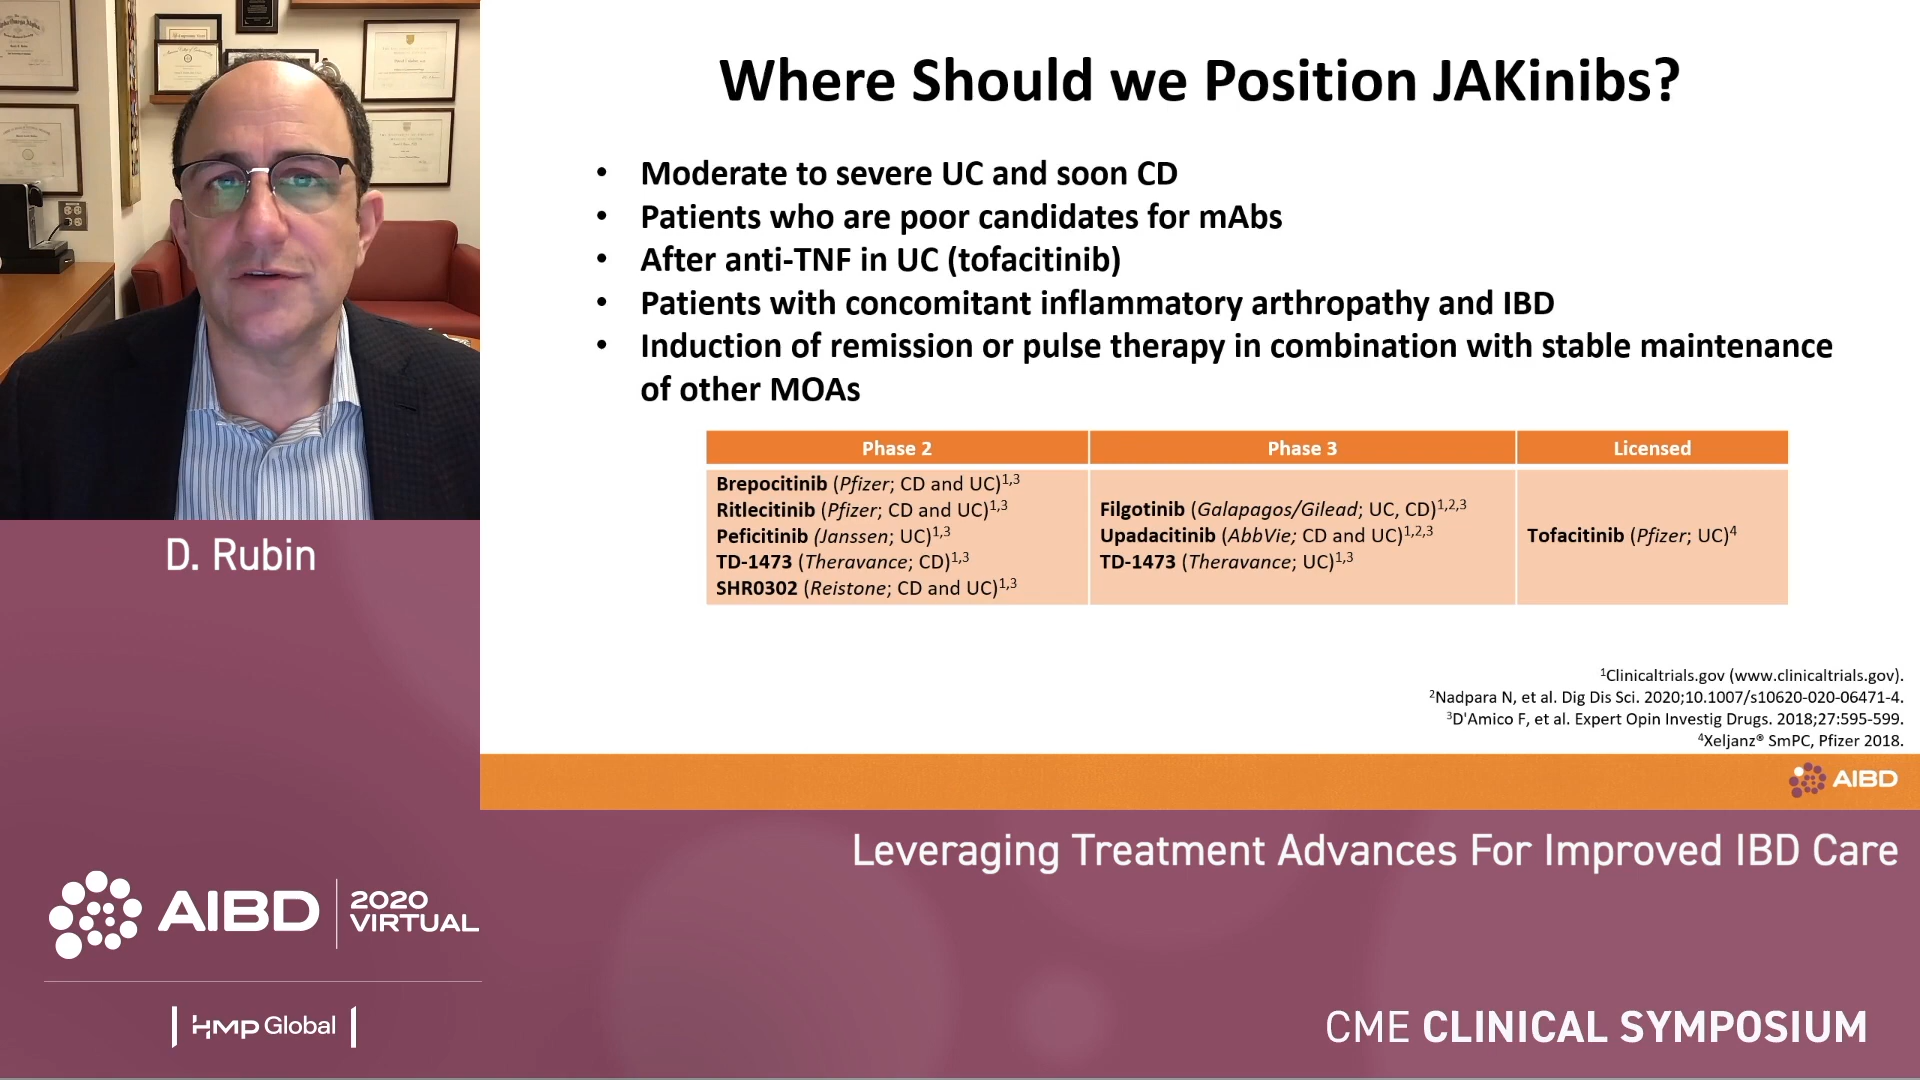 Where Should we Position JAKinibs?
• Moderate to severe UC and soon CD
• Patients who are poor candidates for mAbs
• After anti-TNF in UC (tofacitinib)
• Patients with concomitant inflammatory arthropathy and IBD
• Induction of remission or pulse therapy in combination with stable maintenance
of other MOAs
Phase 2
Brepocitinib (Pfizer; CD and UC)1,3
Ritlecitinib (Pfizer; CD and UC)1,3
Peficitinib (Janssen; UC)1,3
TD-1473 (Theravance; CD)1,3
SHR0302 (Reistone; CD and UC)1,3
Phase 3
Filgotinib (Galapagos/Gilead; UC, CD)1,2,3
Upadacitinib (AbbVie; CD and UC)1,2,3
TD-1473 (Theravance; UC)1,3
Licensed
Tofacitinib (Pfizer; UC)4
1Clinicaltrials.gov (www.clinicaltrials.gov).
2Nadpara N, et al. Dig Dis Sci. 2020;10.1007/s10620-020-06471-4.
3D'Amico F, et al. Expert Opin Investig Drugs. 2018;27:595-599.
4Xeljanz® SmPC, Pfizer 2018.
AIBD
D. Rubin
Leveraging Treatment Advances For Improved IBD Care
AIBD
2020
VIRTUAL
HMP Global
CME CLINICAL SYMPOSIUM